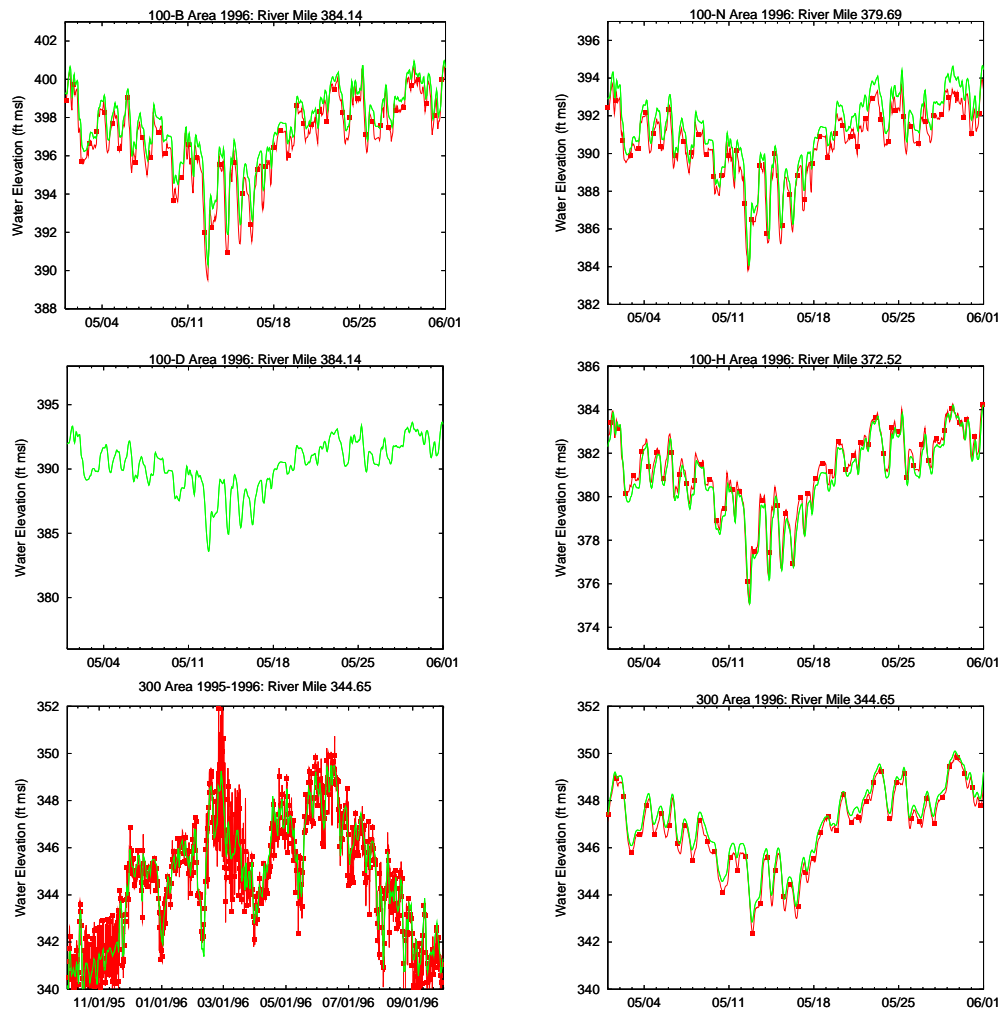 100-B Area 1996: River Mile 384.14
Water Elevation (ft msl)
402
400
398
396
394
392
390
388
05/04 05/11 05/18 05/25 06/01
100-N Area 1996: River Mile 379.69
Water Elevation (ft msl)
396
394
392
390
388
386
384
382
05/04 05/11 05/18 05/25 06/01
100-D Area 1996: River Mile 384.14
Water Elevation (ft msl)
395
390
385
380
05/04 05/11 05/18 05/25 06/01
100-H Area 1996: River Mile 372.52
Water Elevation (ft msl)
386
384
382
380
378
376
374
05/04 05/11 05/18 05/25 06/01
300 Area 1995-1996: River Mile 344.65
Water Elevation (ft msl)
352
350
348
346
344
342
340
11/01/95 01/01/96 03/01/96 05/01/96 07/01/96 09/01/96
300 Area 1996: River Mile 344.65
Water Elevation (ft msl)
352
350
348
346
344
342
340
05/04 05/11 05/18 05/25 06/01